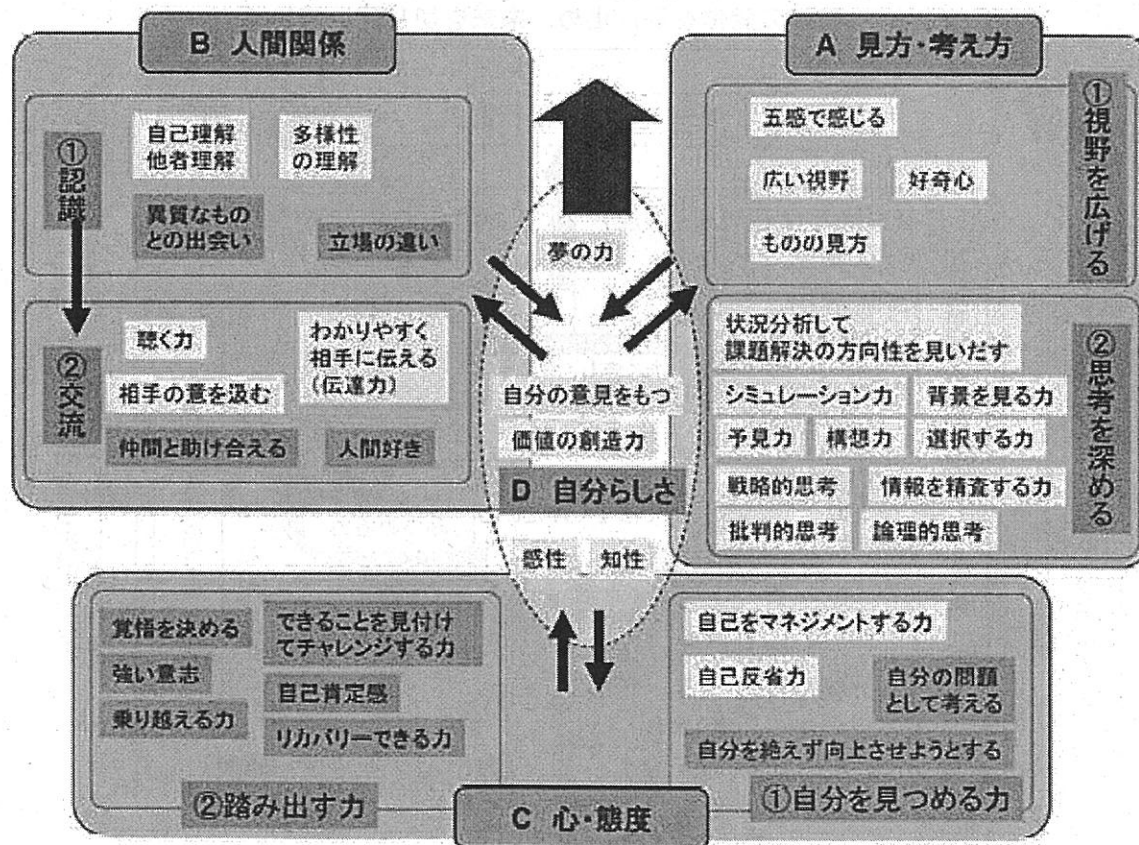 B 人間関係
①認識
自己理解
他者理解
多様性
の理解
異質なもの
との出会い
立場の違い
②交流
聴く力
わかりやすく
相手に伝える
(伝達力)
相手の意を汲む
仲間と助け合える
人間好き
A 見方・考え方
①視野を広げる
五感で感じる
広い視野
好奇心
ものの見方
②思考を深める
状況分析して
課題解決の方向性を見いだす
シミュレーション力
背景を見る力
予見力
構想力
選択する力
戦略的思考
情報を精査する力
批判的思考
論理的思考
夢の力
自分の意見をもつ
価値の創造力
D 自分らしさ
感性
知性
覚悟を決める
できることを見付け
てチャレンジする力
強い意志
自己肯定感
乗り越える力
リカバリーできる力
②踏み出す力
自己をマネジメントする力
自己反省力
自分の問題
として考える
自分を絶えず向上させようとする
①自分を見つめる力
C 心・態度